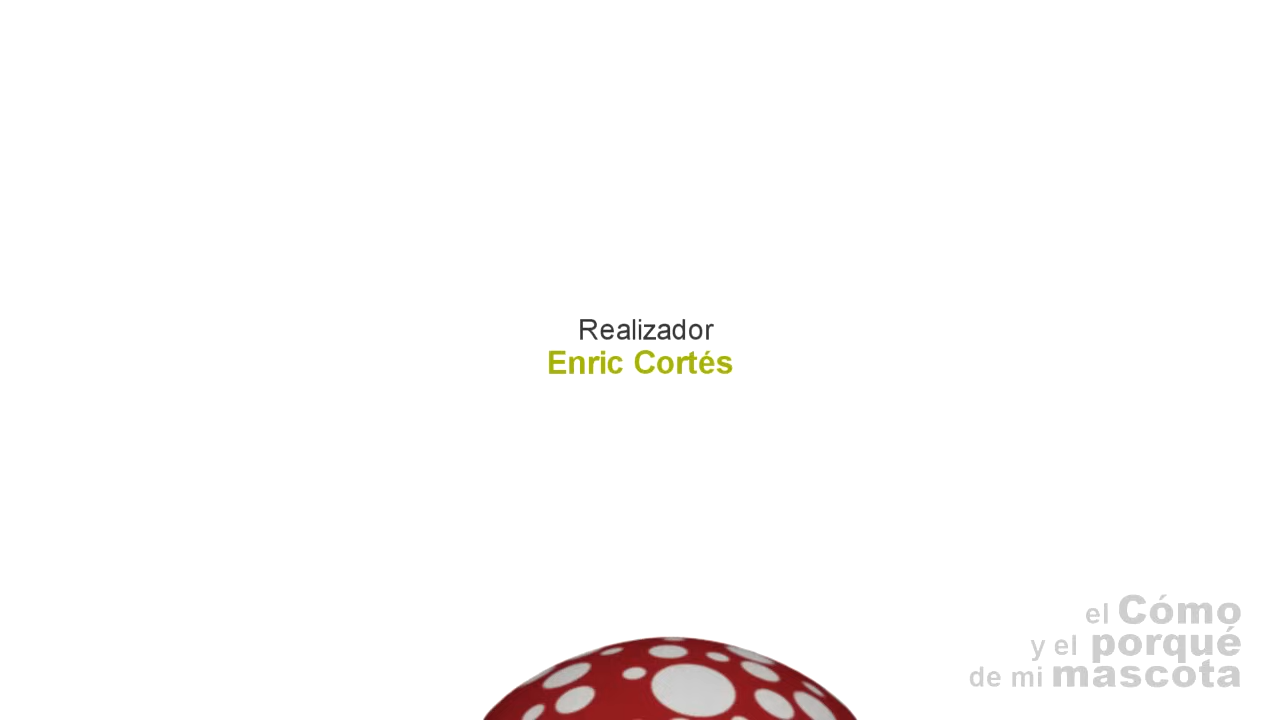 Realizador
Enric Cortés
el Cómo
y el porqué
de mi mascota